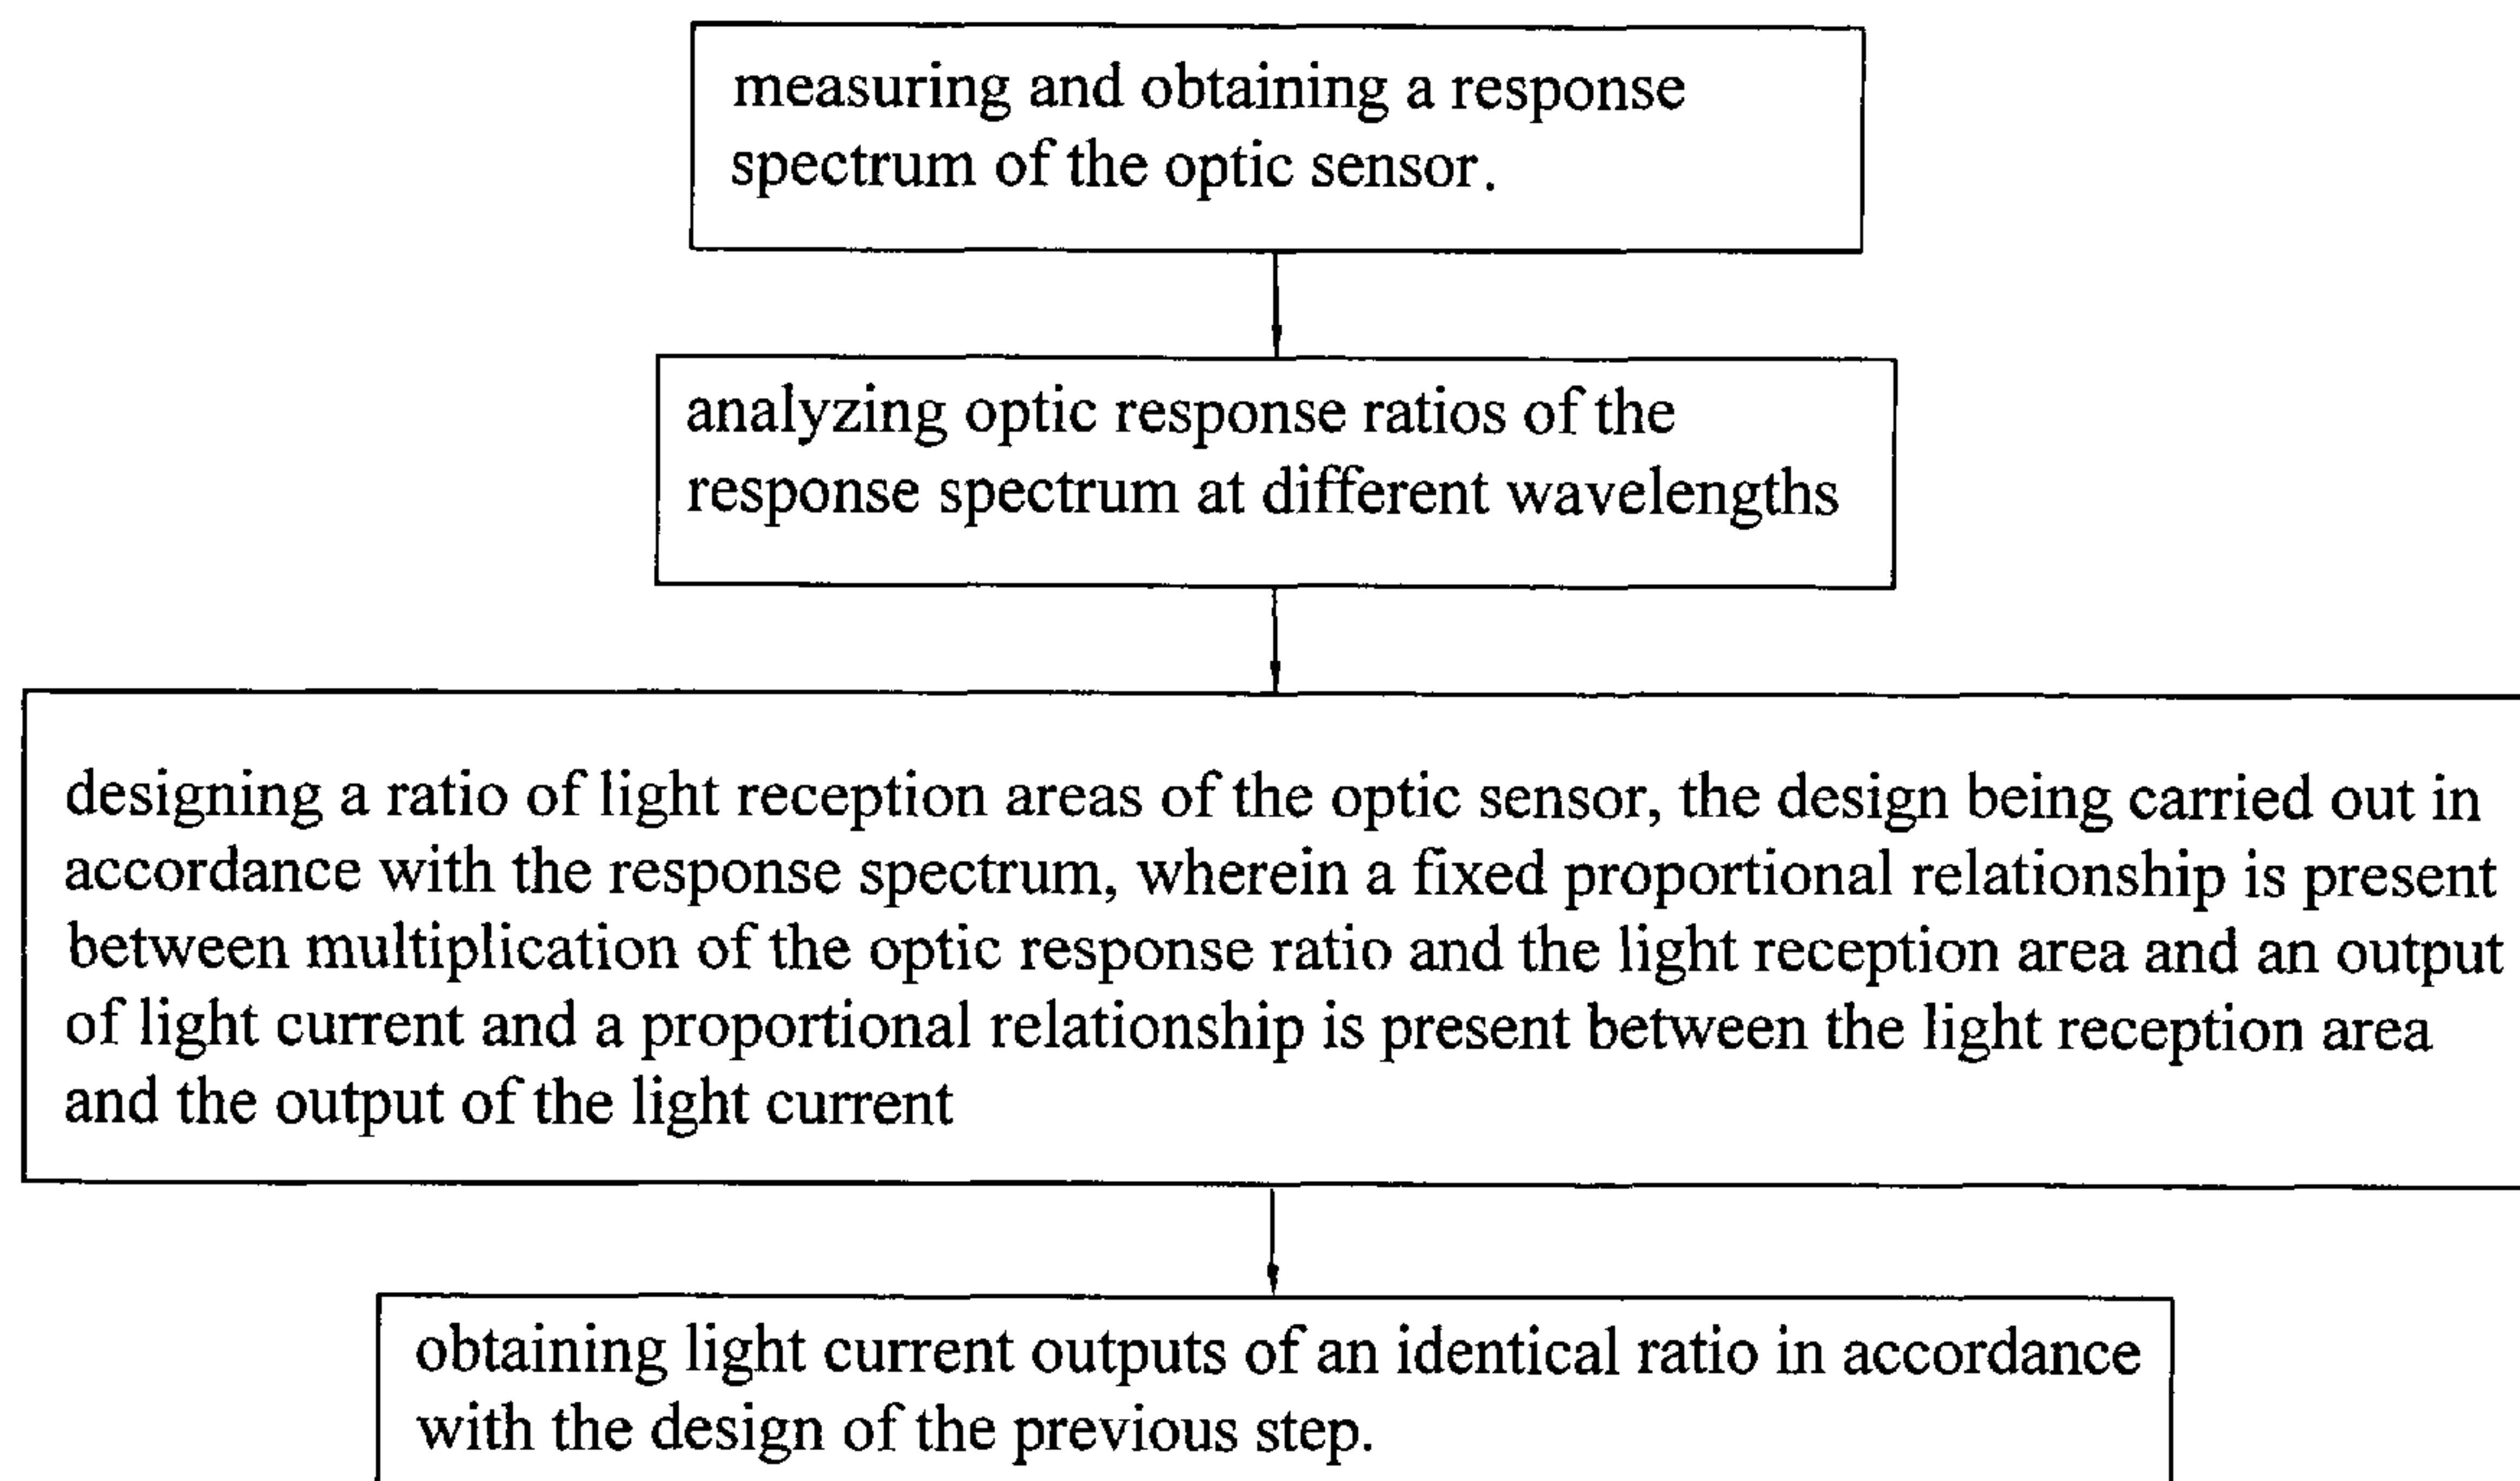 measuring and obtaining a response
spectrum of the optic sensor.
analyzing optic response ratios of the
response spectrum at different wavelengths
designing a ratio of light reception areas of the optic sensor, the design being carried out in
accordance with the response spectrum, wherein a fixed proportional relationship is present
between multiplication of the optic response ratio and the light reception area and an output
of light current and a proportional relationship is present between the light reception area
and the output of the light current
obtaining light current outputs of an identical ratio in accordance
with the design of the previous step.